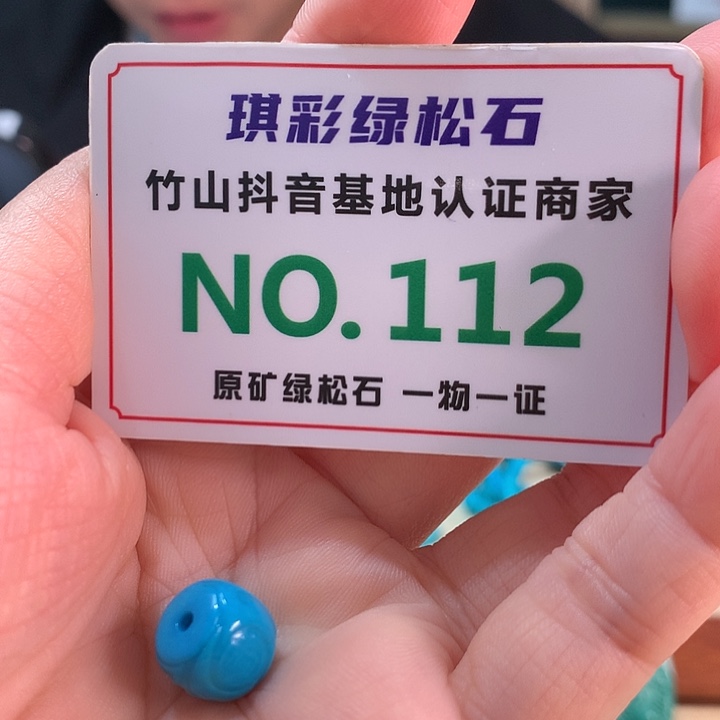 琪彩绿松石
竹山抖音基地认证商家
NO.112
原矿绿松石 一物一证